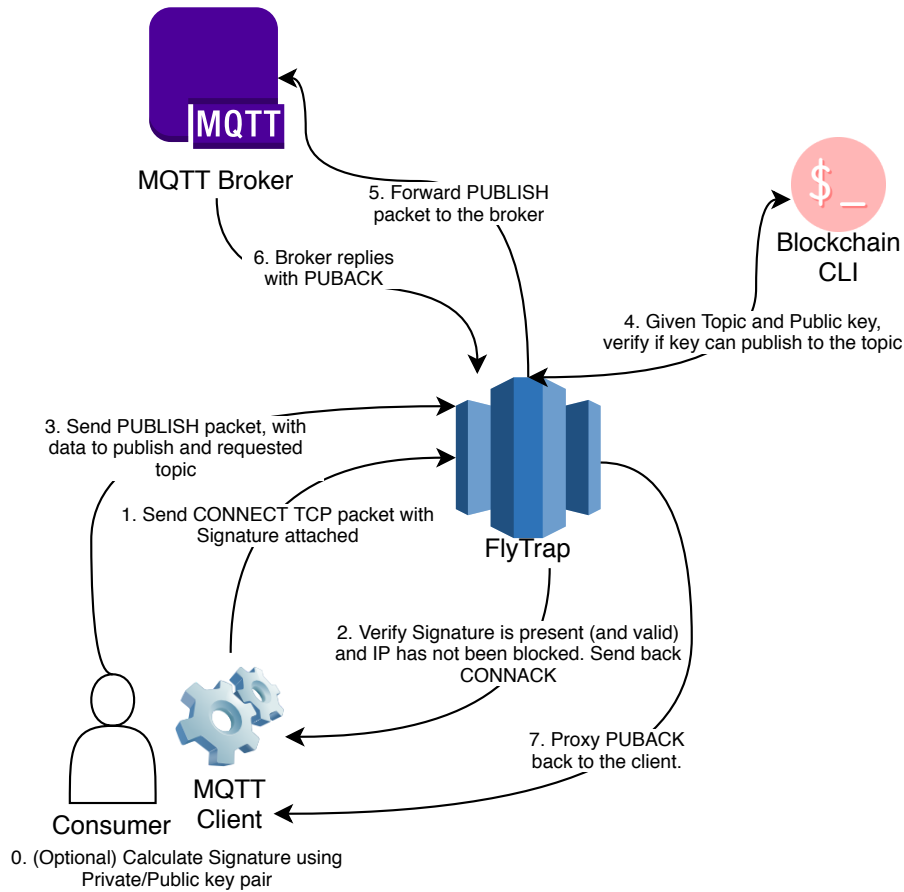 MQTT
MQTT Broker
5. Forward PUBLISH
packet to the broker
$_
Blockchain
CLI
6. Broker replies
with PUBACK
4. Given Topic and Public key,
verify if key can publish to the topic
3. Send PUBLISH packet, with
data to publish and requested
topic
1. Send CONNECT TCP packet with
Signature attached
FlyTrap
2. Verify Signature is present (and valid)
and IP has not been blocked. Send back
CONNACK
7. Proxy PUBACK
back to the client.
MQTT
Client
Consumer
0. (Optional) Calculate Signature using
Private/Public key pair